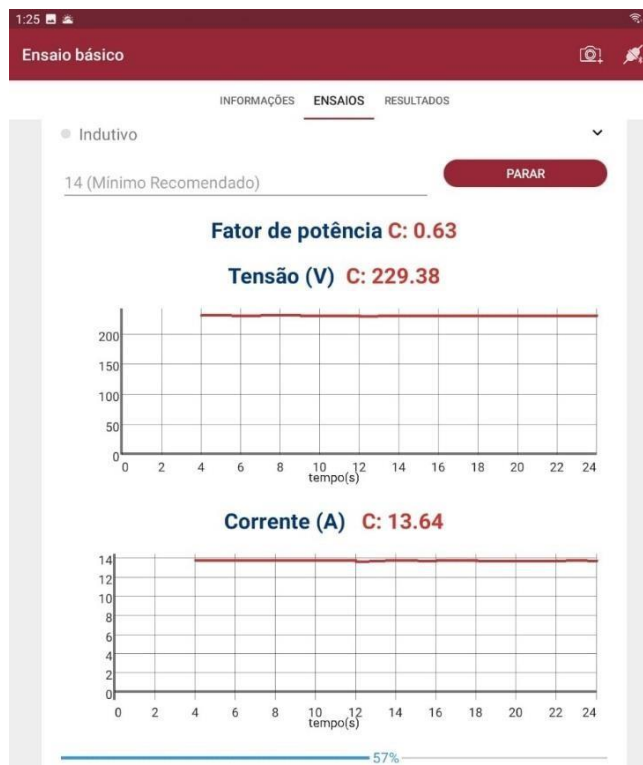 1:25
Ensaio básico
INFORMAÇÕES ENSAIOS RESULTADOS
Indutivo
14 (Mínimo Recomendado) PARAR
Fator de potência C: 0.63
Tensão (V) C: 229.38
200
150
100
50
0
0 2 4 6 8 10 12 14 16 18 20 22 24
tempo(s)
Corrente (A) C: 13.64
14
12
10
8
6
4
2
0
0 2 4 6 8 10 12 14 16 18 20 22 24
tempo(s)
57%